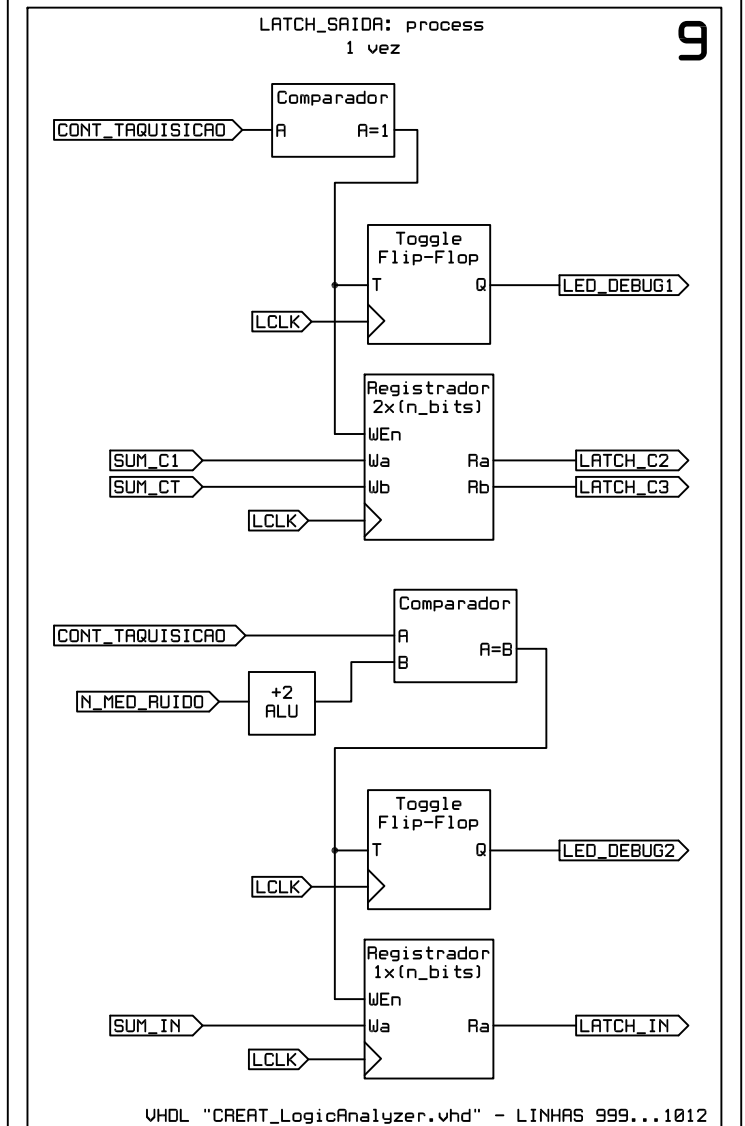 LATCH_SAIDA: process
1 vez
9
Comparador
CONT_TAQUISICAO
A A=1
Toggle
Flip-Flop
T Q
LED_DEBUG1
LCLK
Registrador
2x(n_bits)
WEn
SUM_C1
Wa Ra
LATCH_C2
SUM_CT
Wb Rb
LATCH_C3
LCLK
Comparador
CONT_TAQUISICAO
A
A=B
B
N_MED_RUIDO
+2
ALU
Toggle
Flip-Flop
T Q
LED_DEBUG2
LCLK
Registrador
1x(n_bits)
WEn
SUM_IN
Wa Ra
LATCH_IN
LCLK
VHDL "CREAT_LogicAnalyzer.vhd" - LINHAS 999...1012